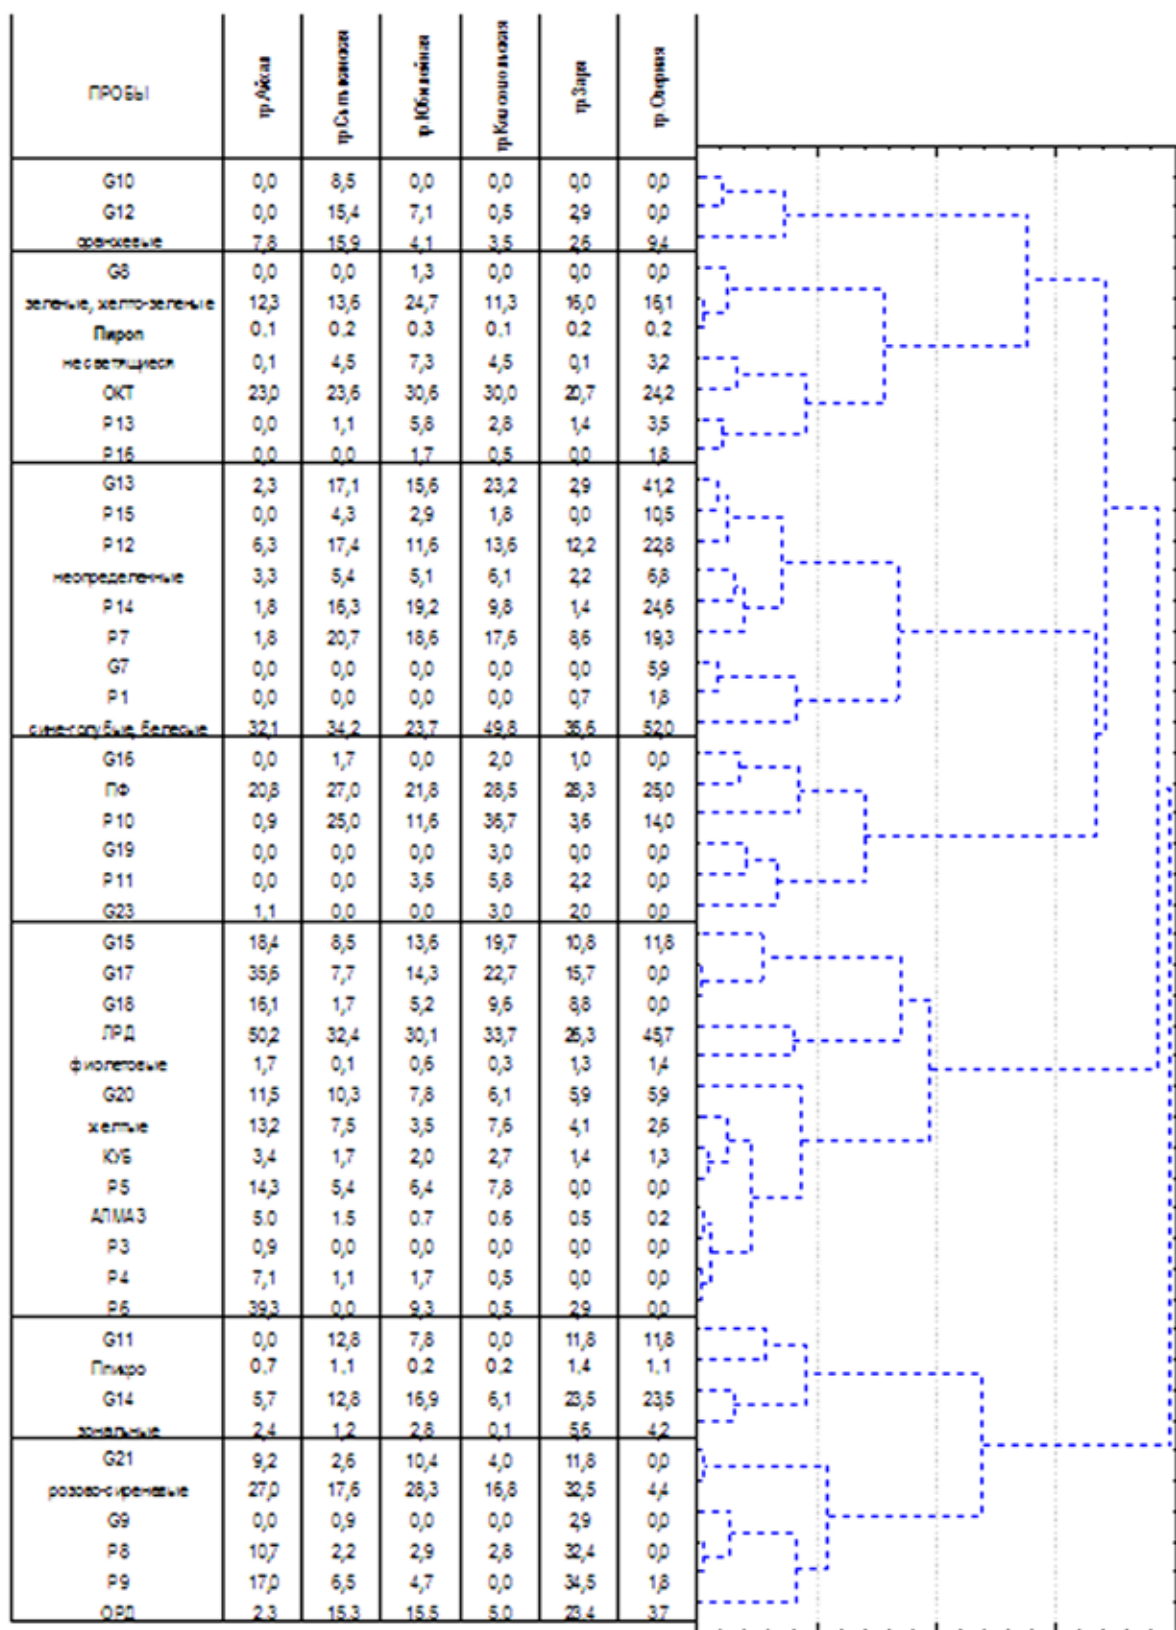 ПРОБЫ тр.Айхал тр.Сытыканская тр.Юбилейная тр.Комсомольская тр.Заря тр.Озерная
G10 0,0 8,5 0,0 0,0 0,0 0,0
G12 0,0 15,4 7,1 0,5 2,9 0,0
оранжевые 7,8 15,9 4,1 3,5 2,6 9,4
G8 0,0 0,0 1,3 0,0 0,0 0,0
зеленые, желто-зеленые 12,3 13,6 24,7 11,3 16,0 16,1
Пироп 0.1 0.2 0.3 0.1 0.2 0.2
несветящиеся 0,1 4,5 7,3 4,5 0,1 3,2
ОКТ 23,0 23,6 30,6 30,0 20,7 24,2
P13 0,0 1,1 5,8 2,8 1,4 3,5
P16 0,0 0,0 1,7 0,5 0,0 1,8
G13 2,3 17,1 15,6 23,2 2,9 41,2
P15 0,0 4,3 2,9 1,8 0,0 10,5
P12 6,3 17,4 11,6 13,6 12,2 22,8
неопределенные 3,3 5,4 5,1 6,1 2,2 6,8
P14 1,8 16,3 19,2 9,8 1,4 24,6
P7 1,8 20,7 18,6 17,6 8,6 19,3
G7 0,0 0,0 0,0 0,0 0,0 5,9
P1 0,0 0,0 0,0 0,0 0,7 1,8
сине-голубые, белесые 32,1 34,2 23,7 49,8 35,6 52,0
G16 0,0 1,7 0,0 2,0 1,0 0,0
ПФ 20,8 27,0 21,8 28,5 28,3 25,0
P10 0,9 25,0 11,6 36,7 3,6 14,0
G19 0,0 0,0 0,0 3,0 0,0 0,0
P11 0,0 0,0 3,5 5,8 2,2 0,0
G23 1,1 0,0 0,0 3,0 2,0 0,0
G15 18,4 8,5 13,6 19,7 10,8 11,8
G17 35,6 7,7 14,3 22,7 15,7 0,0
G18 16,1 1,7 5,2 9,6 8,8 0,0
ЛРД 50,2 32,4 30,1 33,7 26,3 45,7
фиолетовые 1,7 0,1 0,6 0,3 1,3 1,4
G20 11,5 10,3 7,8 6,1 5,9 5,9
желтые 13,2 7,5 3,5 7,6 4,1 2,6
КУБ 3,4 1,7 2,0 2,7 1,4 1,3
P5 14,3 5,4 6,4 7,8 0,0 0,0
АЛМАЗ 5.0 1.5 0.7 0.6 0.5 0.2
P3 0,9 0,0 0,0 0,0 0,0 0,0
P4 7,1 1,1 1,7 0,5 0,0 0,0
P6 39,3 0,0 9,3 0,5 2,9 0,0
G11 0,0 12,8 7,8 0,0 11,8 11,8
Ппикро 0.7 1.1 0.2 0.2 1.4 1.1
G14 5,7 12,8 16,9 6,1 23,5 23,5
зональные 2,4 1,2 2,8 0,1 5,6 4,2
G21 9,2 2,6 10,4 4,0 11,8 0,0
розово-сиреневые 27,0 17,6 28,3 16,8 32,5 4,4
G9 0,0 0,9 0,0 0,0 2,9 0,0
P8 10,7 2,2 2,9 2,8 32,4 0,0
P9 17,0 6,5 4,7 0,0 34,5 1,8
ОРД 2,3 15,3 15,5 5,0 23,4 3,7